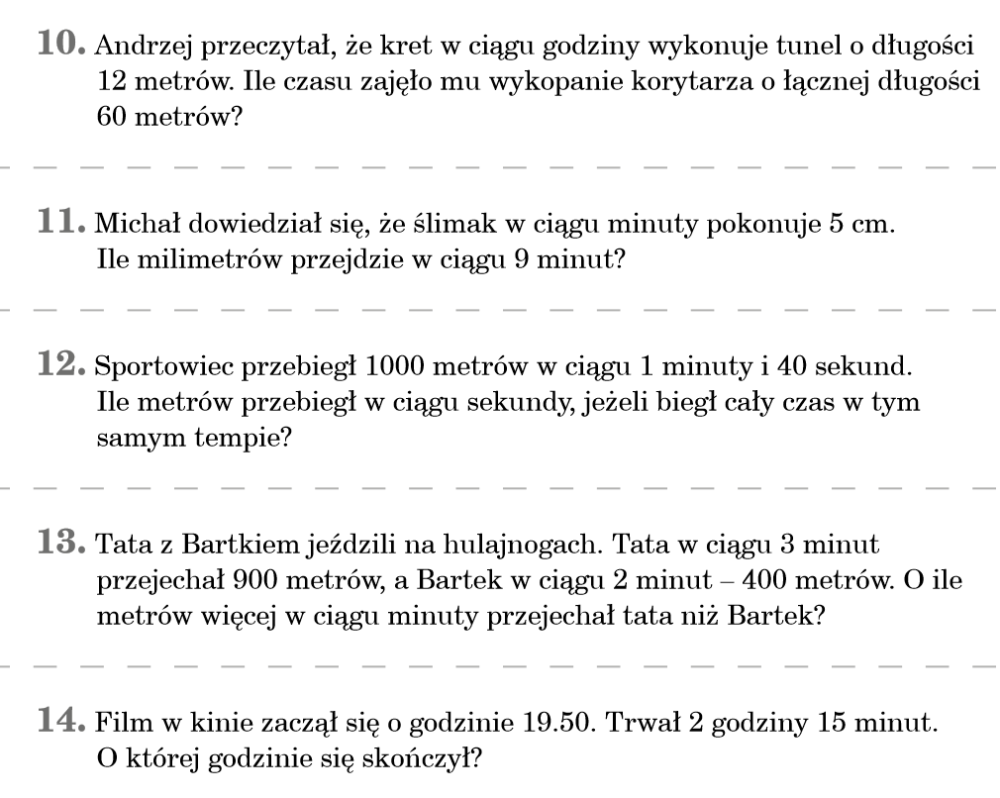 10. Andrzej przeczytał, że kret w ciągu godziny wykonuje tunel o długości
12 metrów. Ile czasu zajęło mu wykopanie korytarza o łącznej długości
60 metrów?
11. Michał dowiedział się, że ślimak w ciągu minuty pokonuje 5 cm.
Ile milimetrów przejdzie w ciągu 9 minut?
12. Sportowiec przebiegł 1000 metrów w ciągu 1 minuty i 40 sekund.
Ile metrów przebiegł w ciągu sekundy, jeżeli biegł cały czas w tym
samym tempie?
13. Tata z Bartkiem jeździli na hulajnogach. Tata w ciągu 3 minut
przejechał 900 metrów, a Bartek w ciągu 2 minut – 400 metrów. O ile
metrów więcej w ciągu minuty przejechał tata niż Bartek?
14. Film w kinie zaczął się o godzinie 19.50. Trwał 2 godziny 15 minut.
O której godzinie się skończył?